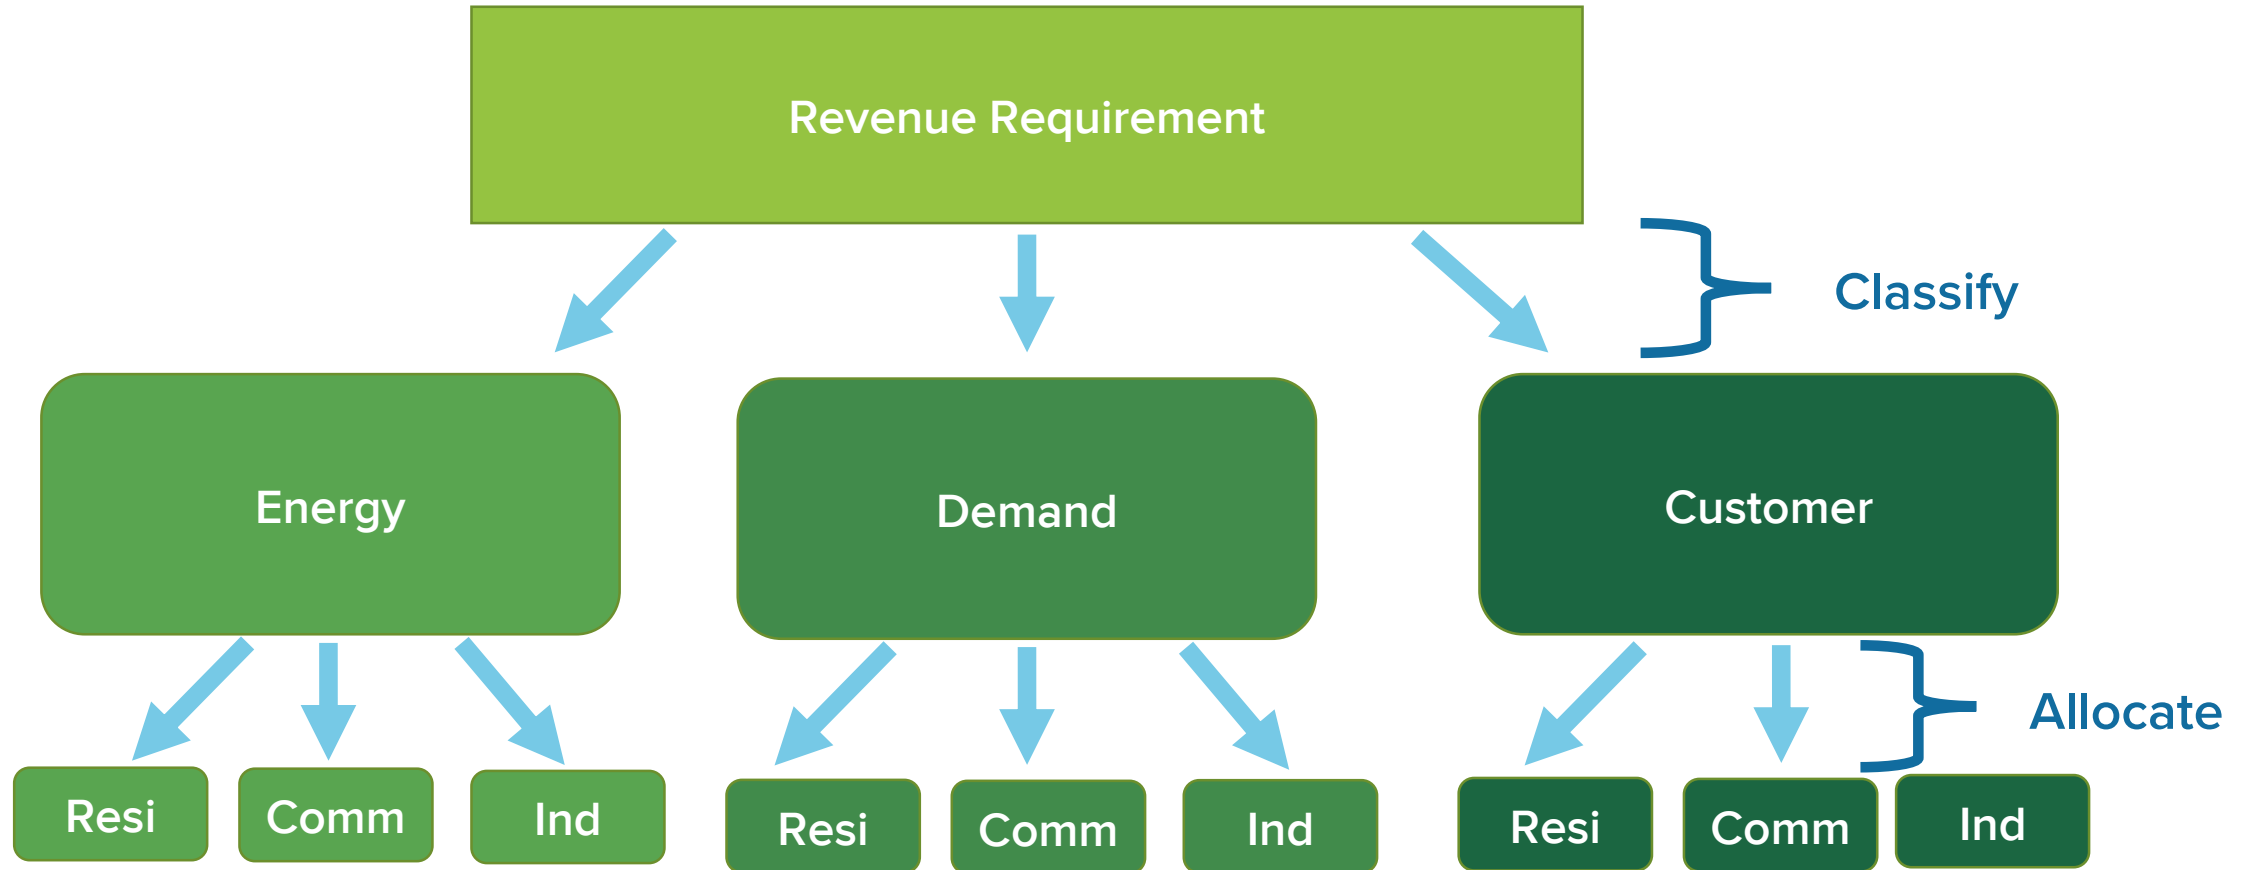 Revenue Requirement
Classify
Energy
Demand
Customer
Allocate
Resi
Comm
Ind
Resi
Comm
Ind
Resi
Comm
Ind